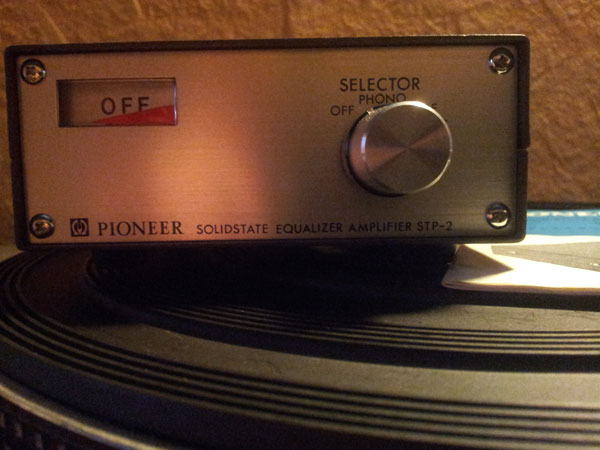 OFF
SELECTOR
PHONO
OFF
PIONEER SOLIDSTATE EQUALIZER AMPLIFIER STP-2